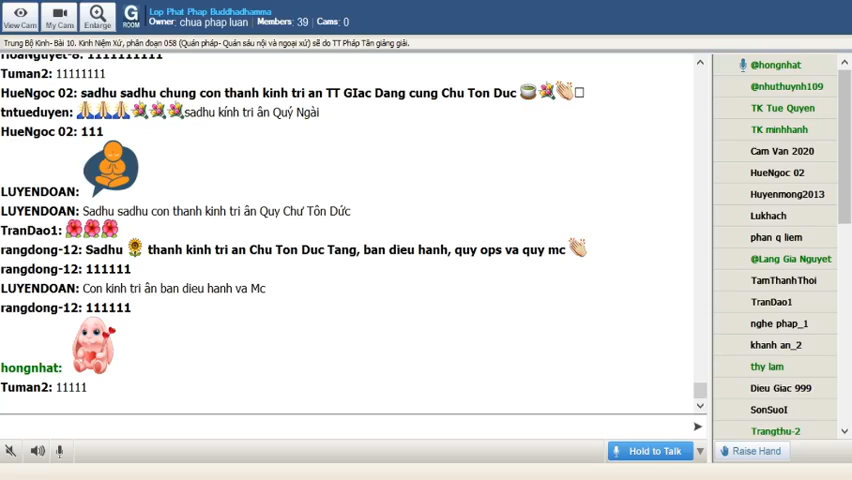 View Cam
My Cam
Enlarge
G
ROOM
Lop Phat Phap Buddhadhamma
Owner: chua phap luan Members: 39 Cams: 0
Trung Bộ Kinh- Bài 10. Kinh Niệm Xứ, phân đoạn 058 (Quán pháp- Quán sáu nội và ngoại xứ) sẽ do TT Pháp Tân giảng giải.
HoaNguyet-8: 11111111111
Tuman2: 11111111
HueNgoc 02: sadhu sadhu chung con thanh kinh tri an TT GIac Dang cung Chu Ton Duc
tntueduyen: sadhu kính tri ân Quý Ngài
HueNgoc 02: 111
LUYENDOAN:
LUYENDOAN: Sadhu sadhu con thanh kinh tri ân Quy Chư Tôn Dức
TranDao1:
rangdong-12: Sadhu thanh kinh tri an Chu Ton Duc Tang, ban dieu hanh, quy ops va quy mc
rangdong-12: 111111
LUYENDOAN: Con kinh tri ân ban dieu hanh va Mc
rangdong-12: 111111
hongnhat:
Tuman2: 11111
Hold to Talk
@hongnhat
@nhuthuynh109
TK Tue Quyen
TK minhhanh
Cam Van 2020
HueNgoc 02
Huyenmong2013
Lukhach
phan q liem
@Lang Gia Nguyet
TamThanhThoi
TranDao1
nghe phap_1
khanh an_2
thy lam
Dieu Giac 999
SonSuoI
Trangthu-2
Raise Hand